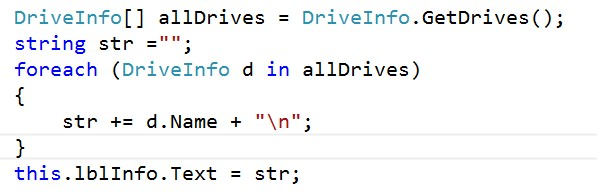 DriveInfo[] allDrives = DriveInfo.GetDrives();
string str ="";
foreach (DriveInfo d in allDrives)
{
    str += d.Name + "\n";
}
this.lblInfo.Text = str;